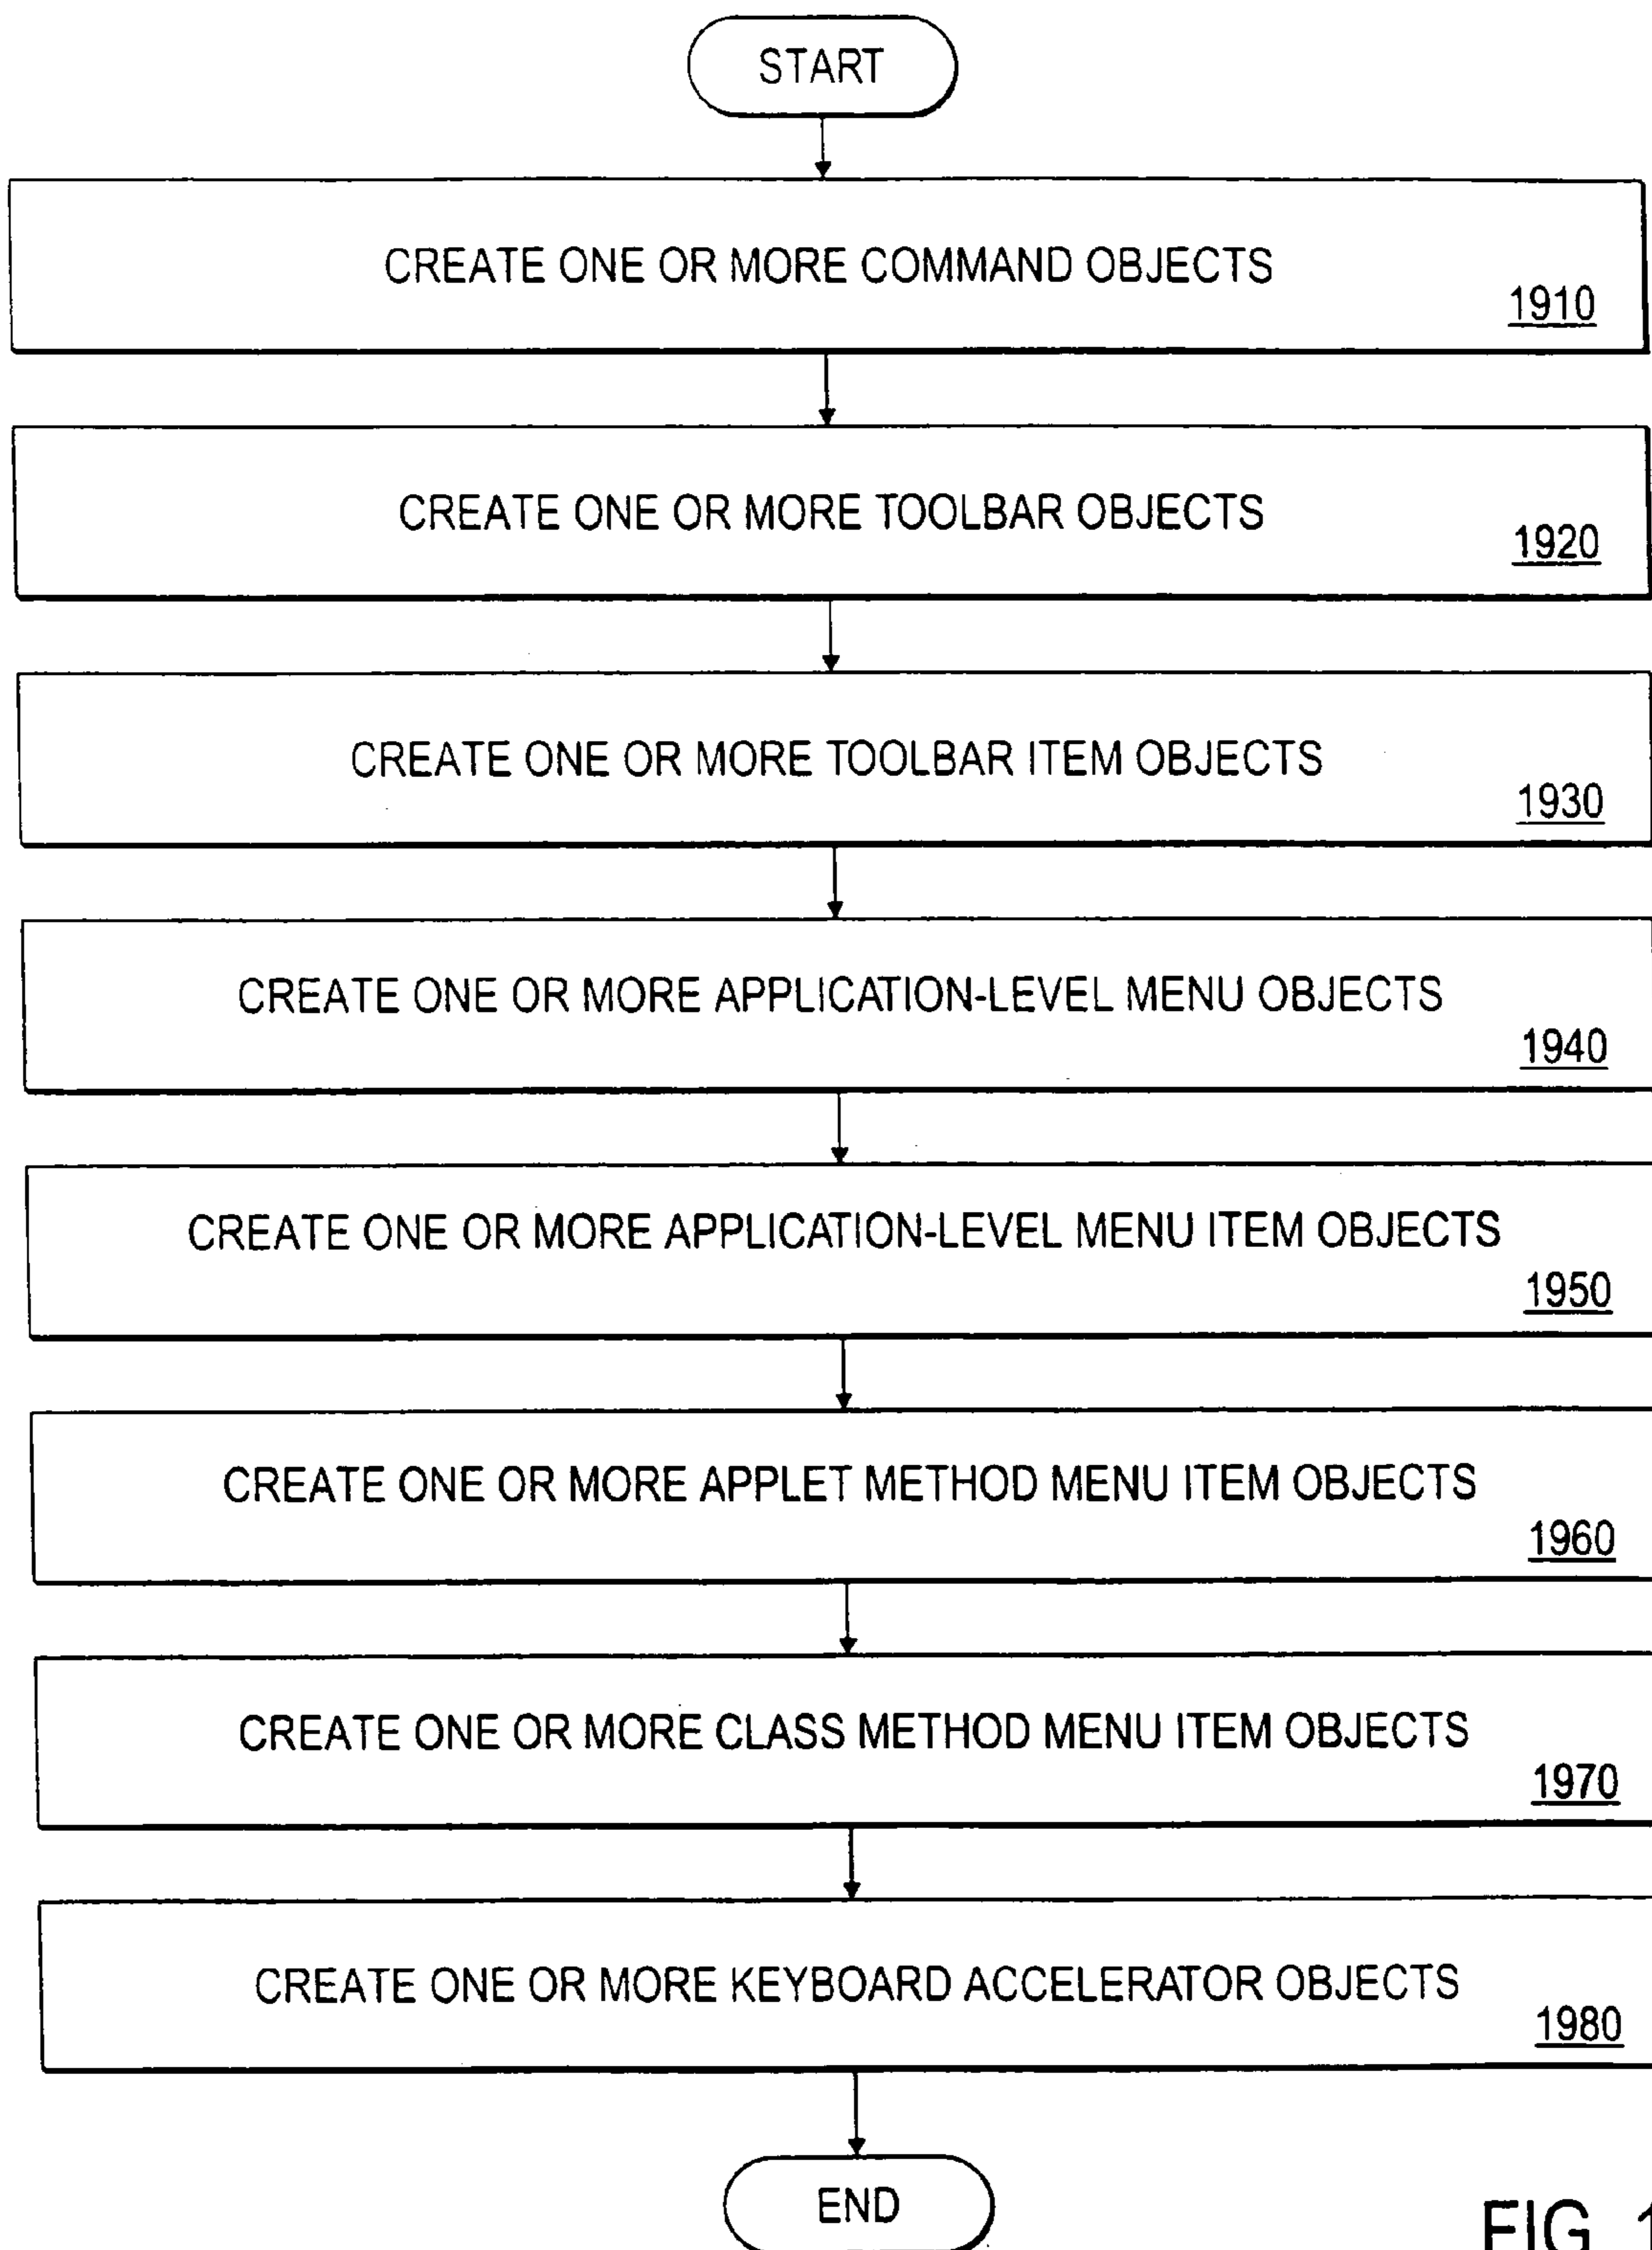 START
CREATE ONE OR MORE COMMAND OBJECTS
1910
CREATE ONE OR MORE TOOLBAR OBJECTS
1920
CREATE ONE OR MORE TOOLBAR ITEM OBJECTS
1930
CREATE ONE OR MORE APPLICATION-LEVEL MENU OBJECTS
1940
CREATE ONE OR MORE APPLICATION-LEVEL MENU ITEM OBJECTS
1950
CREATE ONE OR MORE APPLET METHOD MENU ITEM OBJECTS
1960
CREATE ONE OR MORE CLASS METHOD MENU ITEM OBJECTS
1970
CREATE ONE OR MORE KEYBOARD ACCELERATOR OBJECTS
1980
END
FIG. 1